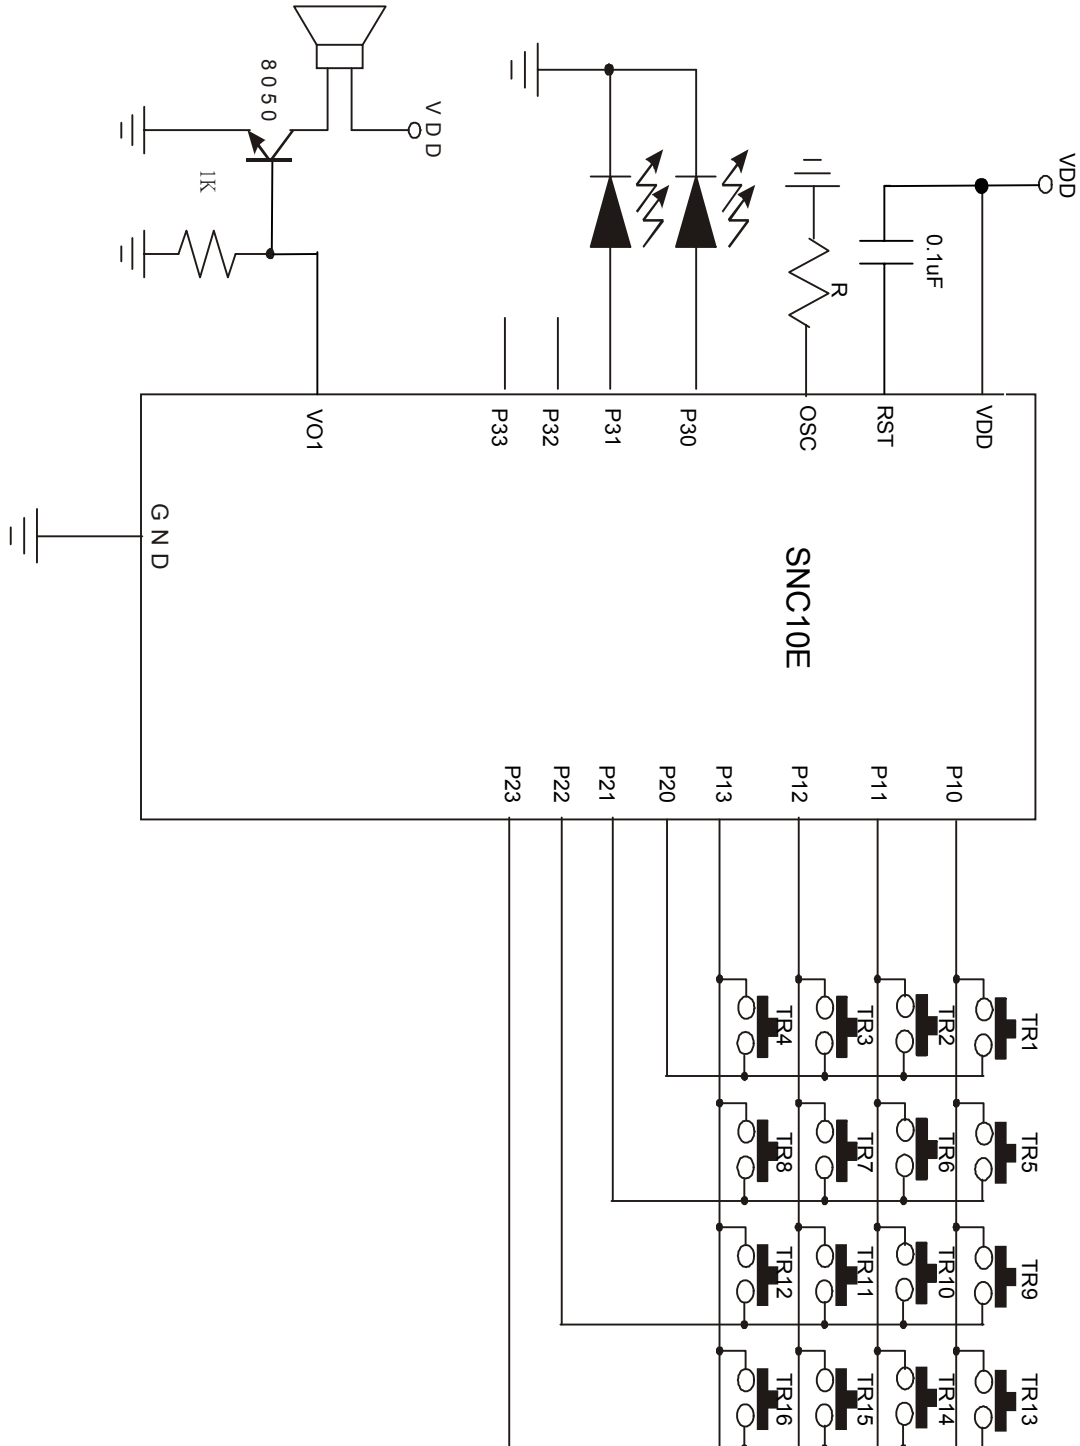 VDD
0.1uF
R
VDD
8050
1K
VDD
RST
OSC
P30
P31
P32
P33
VO1
GND
SNC10E
P10
P11
P12
P13
P20
P21
P22
P23
TR1
TR2
TR3
TR4
TR5
TR6
TR7
TR8
TR9
TR10
TR11
TR12
TR13
TR14
TR15
TR16